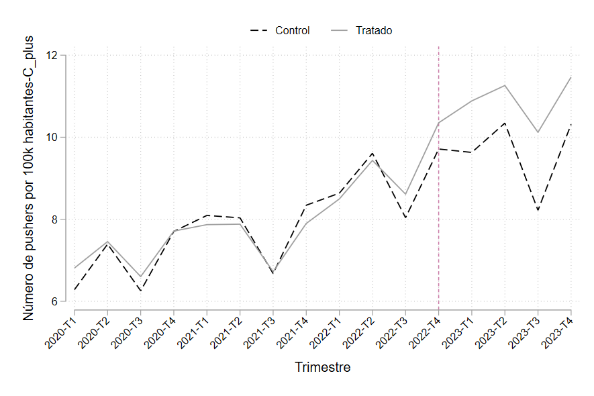 Control Tratado
Número de pushers por 100k habitantes-C_plus
12
10
8
6
2020-T1 2020-T2 2020-T3 2020-T4 2021-T1 2021-T2 2021-T3 2021-T4 2022-T1 2022-T2 2022-T3 2022-T4 2023-T1 2023-T2 2023-T3 2023-T4
Trimestre